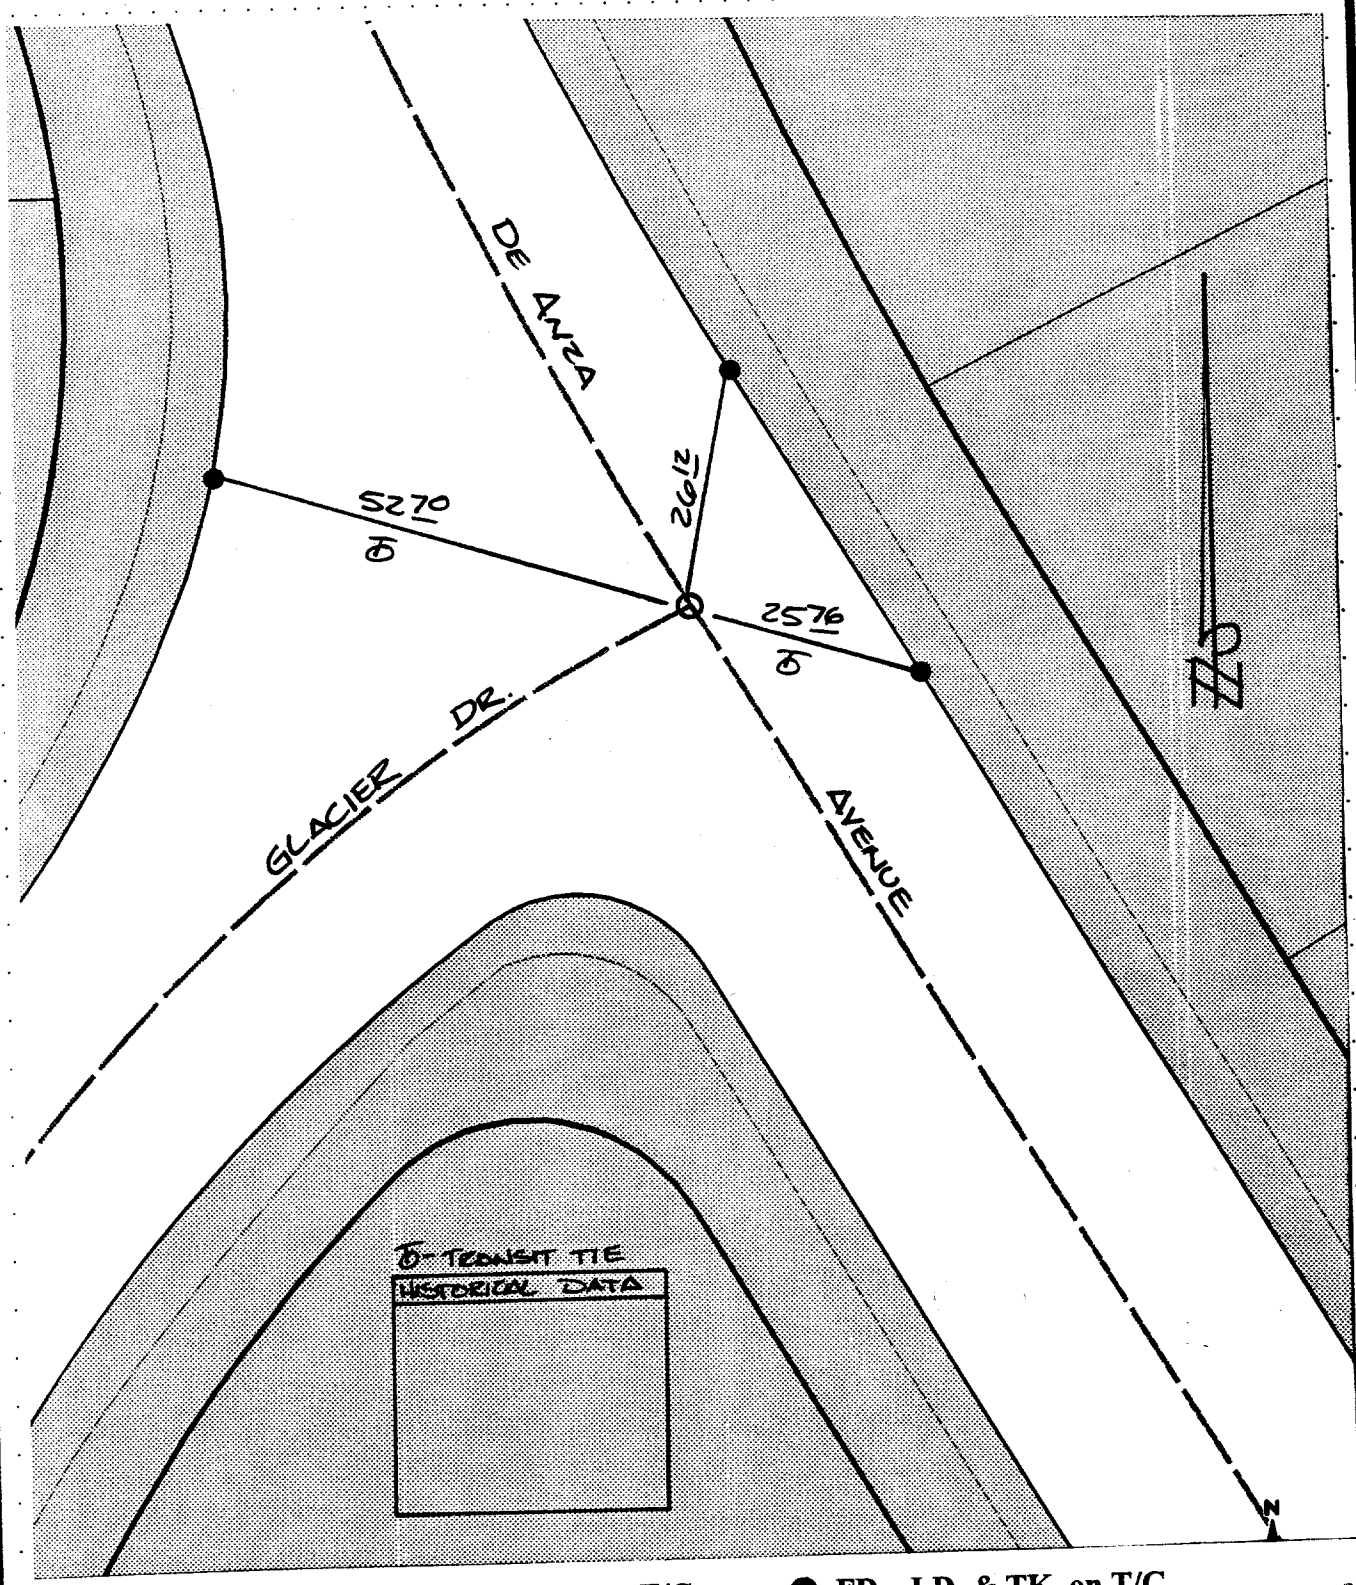 DE ANZA
26 12
52 70
ⴆ
25 76
GLACIER DR.
AVENUE
TRANSIT TIE
HISTORICAL DATA
N
FD. L.D. & TK. on T/C